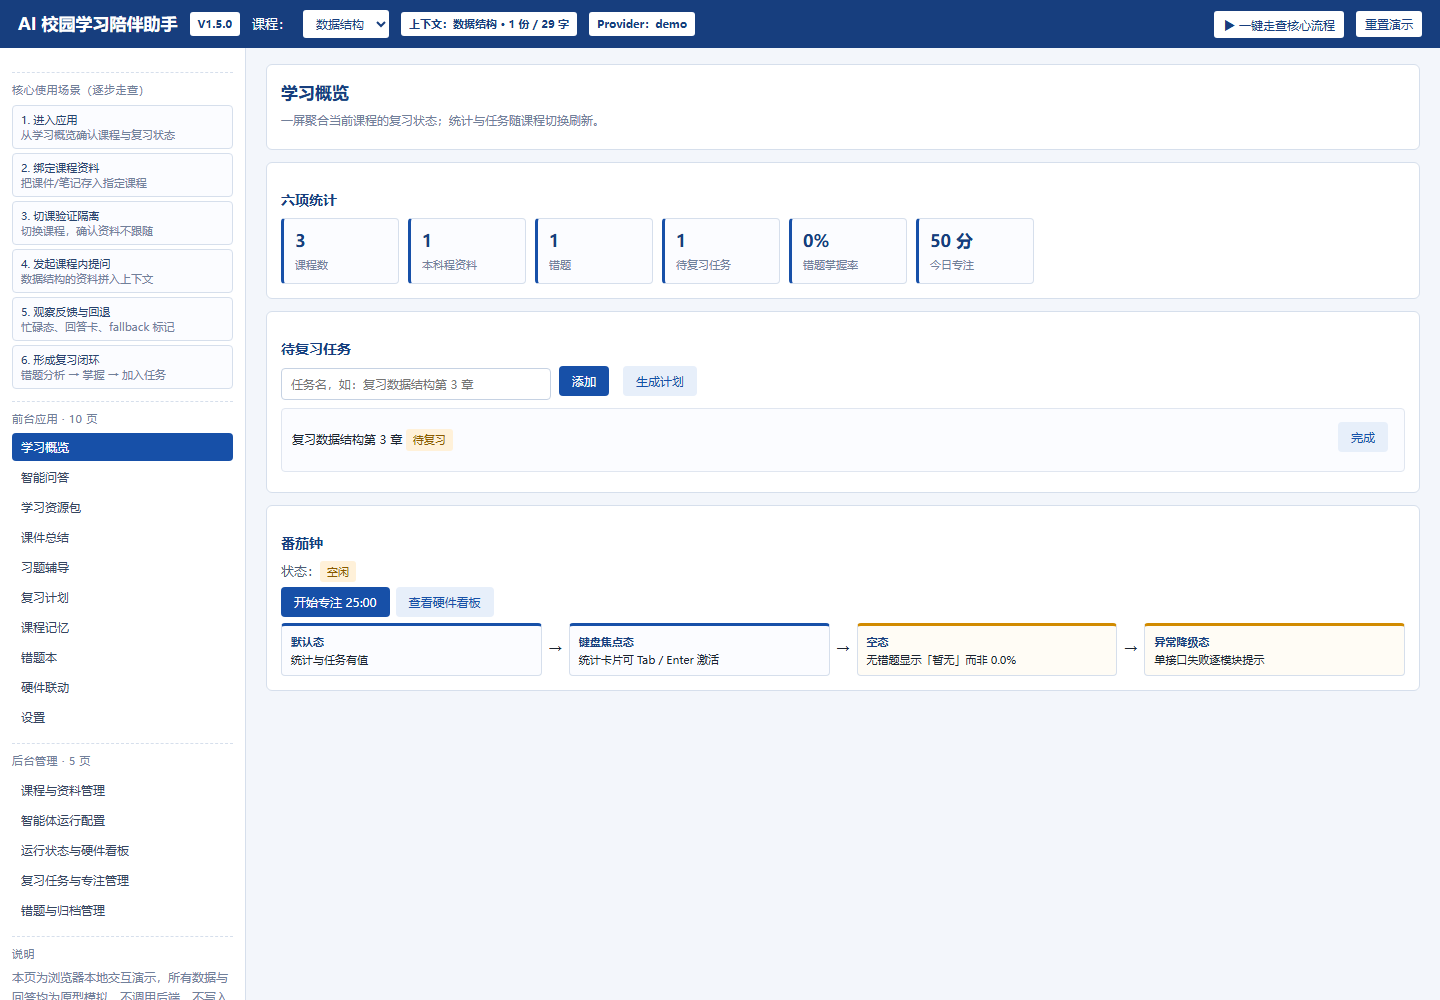 AI 校园学习陪伴助手
V1.5.0
课程：
数据结构
上下文：数据结构 • 1 份 / 29 字
Provider：demo
▶ 一键走查核心流程
重置演示
核心使用场景（逐步走查）
1. 进入应用
从学习概览确认课程与复习状态
2. 绑定课程资料
把课件/笔记存入指定课程
3. 切课验证隔离
切换课程，确认资料不跟随
4. 发起课程内提问
数据结构的资料拼入上下文
5. 观察反馈与回退
忙碌态、回答卡、fallback 标记
6. 形成复习闭环
错题分析 → 掌握 → 加入任务
前台应用 · 10 页
学习概览
智能问答
学习资源包
课件总结
习题辅导
复习计划
课程记忆
错题本
硬件联动
设置
后台管理 · 5 页
课程与资料管理
智能体运行配置
运行状态与硬件看板
复习任务与专注管理
错题与归档管理
说明
本页为浏览器本地交互演示，所有数据与
回答均为原型模拟，不调用后端，不写入
学习概览
一屏聚合当前课程的复习状态；统计与任务随课程切换刷新。
六项统计
3
课程数
1
本科程资料
1
错题
1
待复习任务
0%
错题掌握率
50 分
今日专注
待复习任务
任务名，如：复习数据结构第 3 章
添加
生成计划
复习数据结构第 3 章
待复习
完成
番茄钟
状态：
空闲
开始专注 25:00
查看硬件看板
默认态
统计与任务有值
→
键盘焦点态
统计卡片可 Tab / Enter 激活
→
空态
无错题显示「暂无」而非 0.0%
→
异常降级态
单接口失败逐模块提示